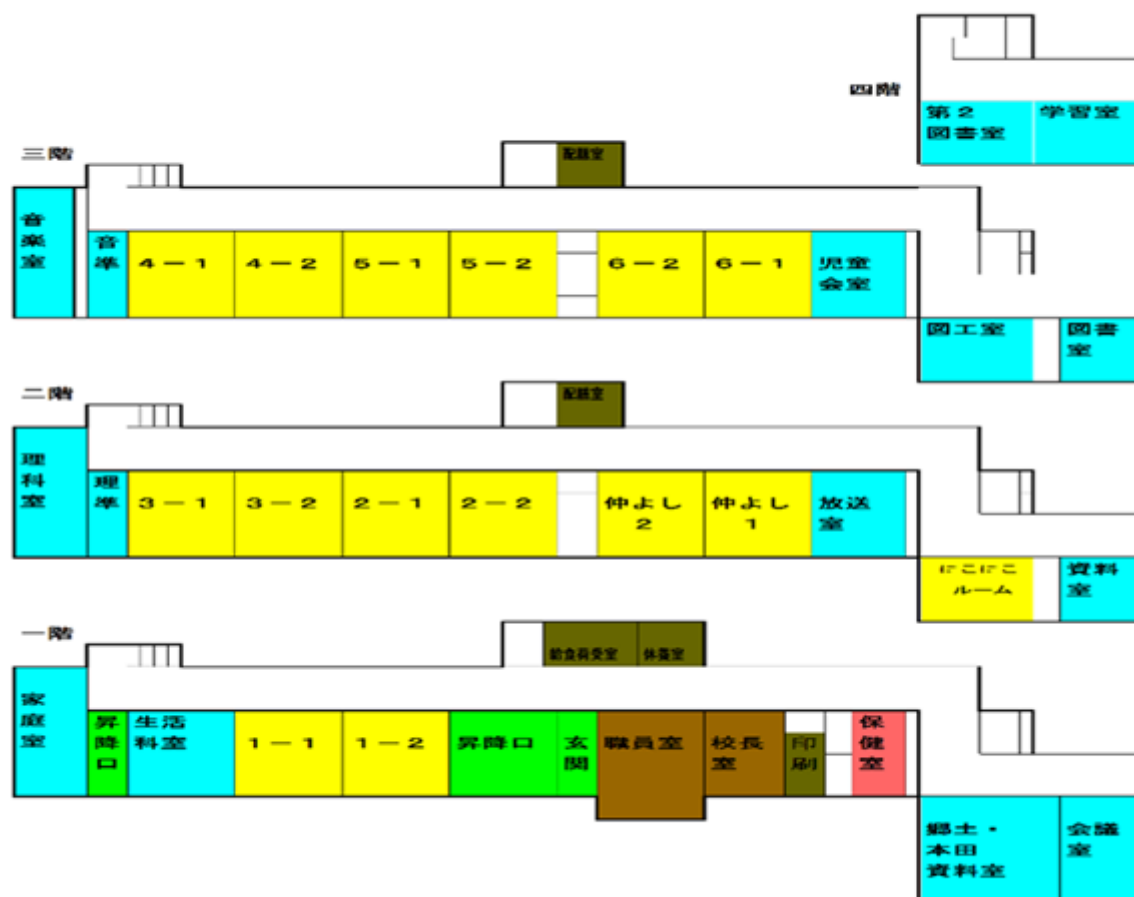 四階
第２
図書室
学習室
三階
配膳室
音楽室
音準
４－１
４－２
５－１
５－２
６－２
６－１
児童
会室
図工室
図書
室
二階
配膳室
理科室
理準
３－１
３－２
２－１
２－２
仲よし
２
仲よし
１
放送
室
にこにこ
ルーム
資料
室
一階
給食荷受室
休養室
家庭室
昇降口
生活
科室
１－１
１－２
昇降口
玄関
職員室
校長
室
印刷
保健室
郷土・
本田
資料室
会議
室